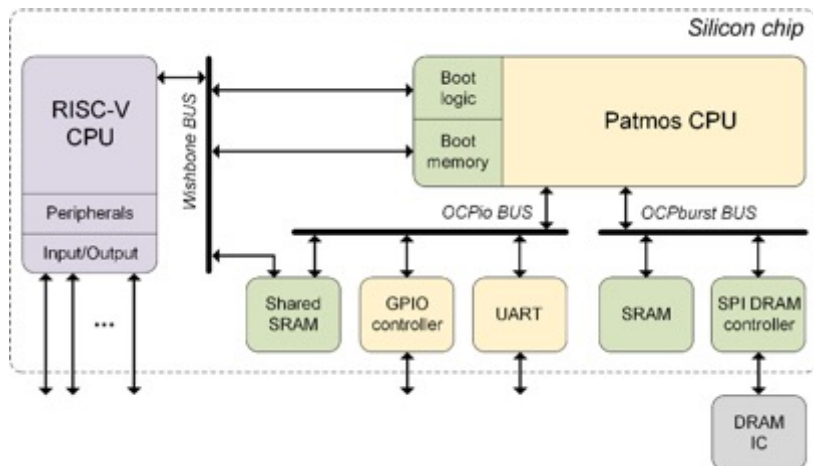 Silicon chip
RISC-V
CPU
Peripherals
Input/Output
...
Wishbone BUS
Boot
logic
Boot
memory
Patmos CPU
OCPio BUS
OCPburst BUS
Shared
SRAM
GPIO
controller
UART
SRAM
SPI DRAM
controller
DRAM
IC